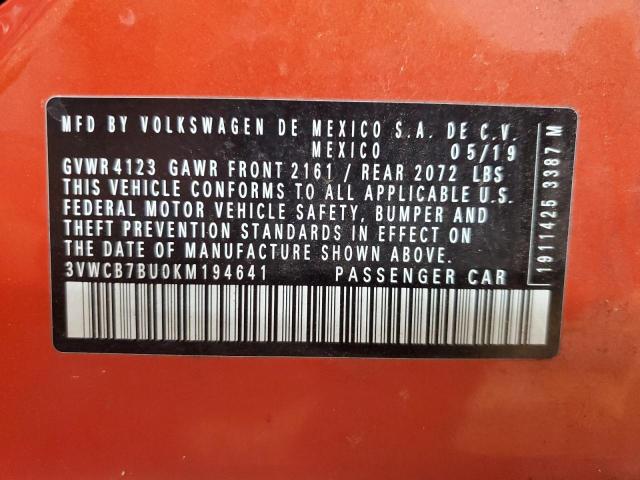 MFD BY VOLKSWAGEN DE MEXICO S.A. DE C.V.
MEXICO 05/19
GVWR 4123 GAWR FRONT 2161 / REAR 2072 LBS
THIS VEHICLE CONFORMS TO ALL APPLICABLE U.S.
FEDERAL MOTOR VEHICLE SAFETY, BUMPER AND
THEFT PREVENTION STANDARDS IN EFFECT ON
THE DATE OF MANUFACTURE SHOWN ABOVE.
3VWCB7BU0KM194641 PASSENGER CAR
1911425 3387 M